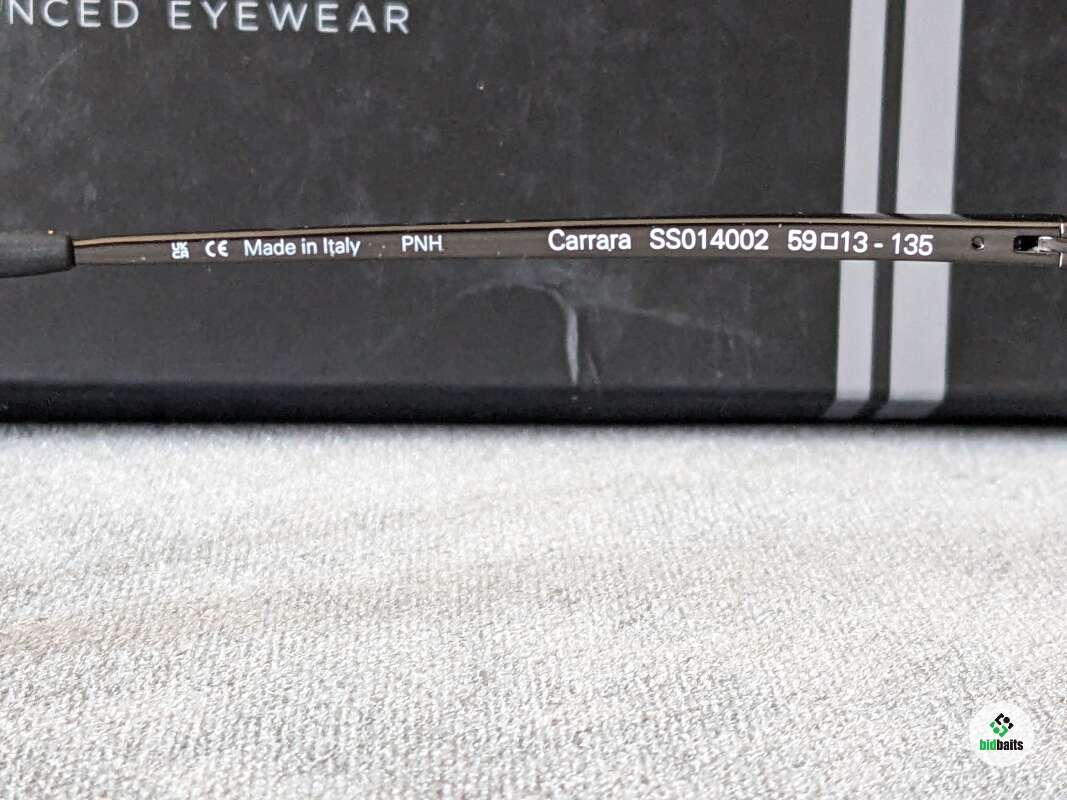 NCED EYEWEAR
UK CA CE Made in Italy PNH Carrara SS014002 59□13 - 135
bidbaits